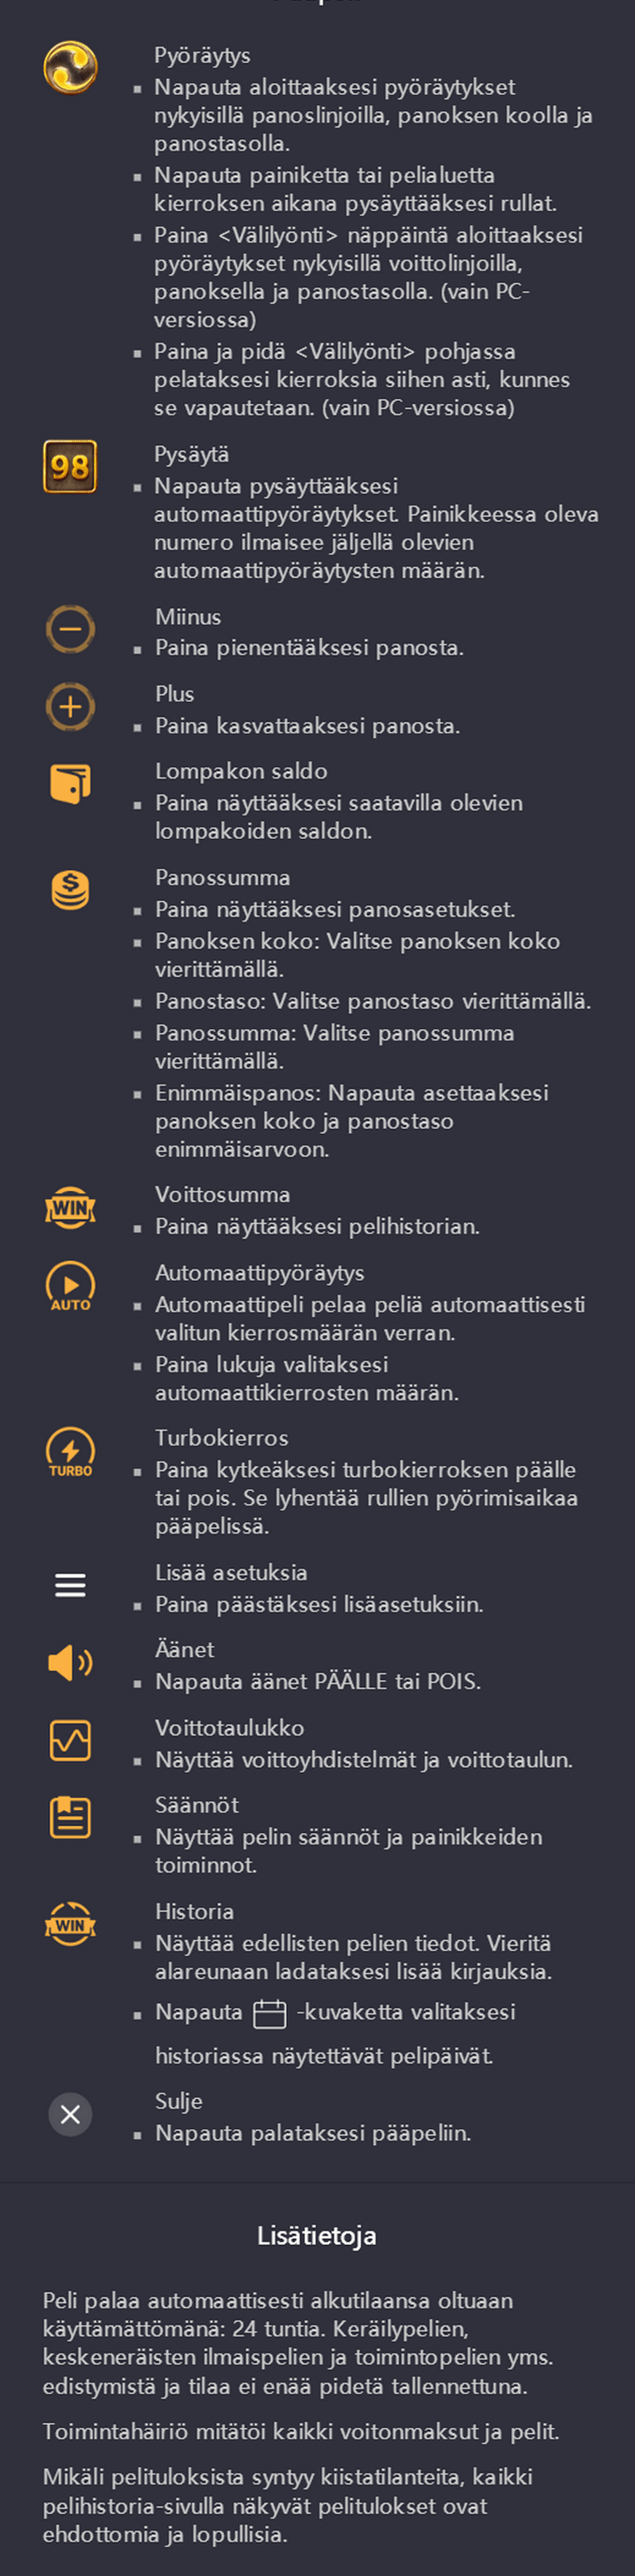 Pyöräytys
▪ Napauta aloittaaksesi pyöräytykset
nykyisillä panoslinjoilla, panoksen koolla ja
panostasolla.
▪ Napauta painiketta tai pelialuetta
kierroksen aikana pysäyttääksesi rullat.
▪ Paina <Välilyönti> näppäintä aloittaaksesi
pyöräytykset nykyisillä voittolinjoilla,
panoksella ja panostasolla. (vain PC-
versiossa)
▪ Paina ja pidä <Välilyönti> pohjassa
pelataksesi kierroksia siihen asti, kunnes
se vapautetaan. (vain PC-versiossa)
98
Pysäytä
▪ Napauta pysäyttääksesi
automaattipyöräytykset. Painikkeessa oleva
numero ilmaisee jäljellä olevien
automaattipyöräytysten määrän.
Miinus
▪ Paina pienentääksesi panosta.
Plus
▪ Paina kasvattaaksesi panosta.
Lompakon saldo
▪ Paina näyttääksesi saatavilla olevien
lompakoiden saldon.
Panossumma
▪ Paina näyttääksesi panosasetukset.
▪ Panoksen koko: Valitse panoksen koko
vierittämällä.
▪ Panostaso: Valitse panostaso vierittämällä.
▪ Panossumma: Valitse panossumma
vierittämällä.
▪ Enimmäispanos: Napauta asettaaksesi
panoksen koko ja panostaso
enimmäisarvoon.
WIN
Voittosumma
▪ Paina näyttääksesi pelihistorian.
AUTO
Automaattipyöräytys
▪ Automaattipeli pelaa peliä automaattisesti
valitun kierrosmäärän verran.
▪ Paina lukuja valitaksesi
automaattikierrosten määrän.
TURBO
Turbokierros
▪ Paina kytkeäksesi turbokierroksen päälle
tai pois. Se lyhentää rullien pyörimisaikaa
pääpelissä.
Lisää asetuksia
▪ Paina päästäksesi lisäasetuksiin.
Äänet
▪ Napauta äänet PÄÄLLE tai POIS.
Voittotaulukko
▪ Näyttää voittoyhdistelmät ja voittotaulun.
Säännöt
▪ Näyttää pelin säännöt ja painikkeiden
toiminnot.
WIN
Historia
▪ Näyttää edellisten pelien tiedot. Vieritä
alareunaan ladataksesi lisää kirjauksia.
▪ Napauta -kuvaketta valitaksesi
historiassa näytettävät pelipäivät.
Sulje
▪ Napauta palataksesi pääpeliin.
Lisätietoja
Peli palaa automaattisesti alkutilaansa oltuaan
käyttämättömänä: 24 tuntia. Keräilypelien,
keskeneräisten ilmaispelien ja toimintopelien yms.
edistymistä ja tilaa ei enää pidetä tallennettuna.
Toimintahäiriö mitätöi kaikki voitonmaksut ja pelit.
Mikäli pelituloksista syntyy kiistatilanteita, kaikki
pelihistoria-sivulla näkyvät pelitulokset ovat
ehdottomia ja lopullisia.